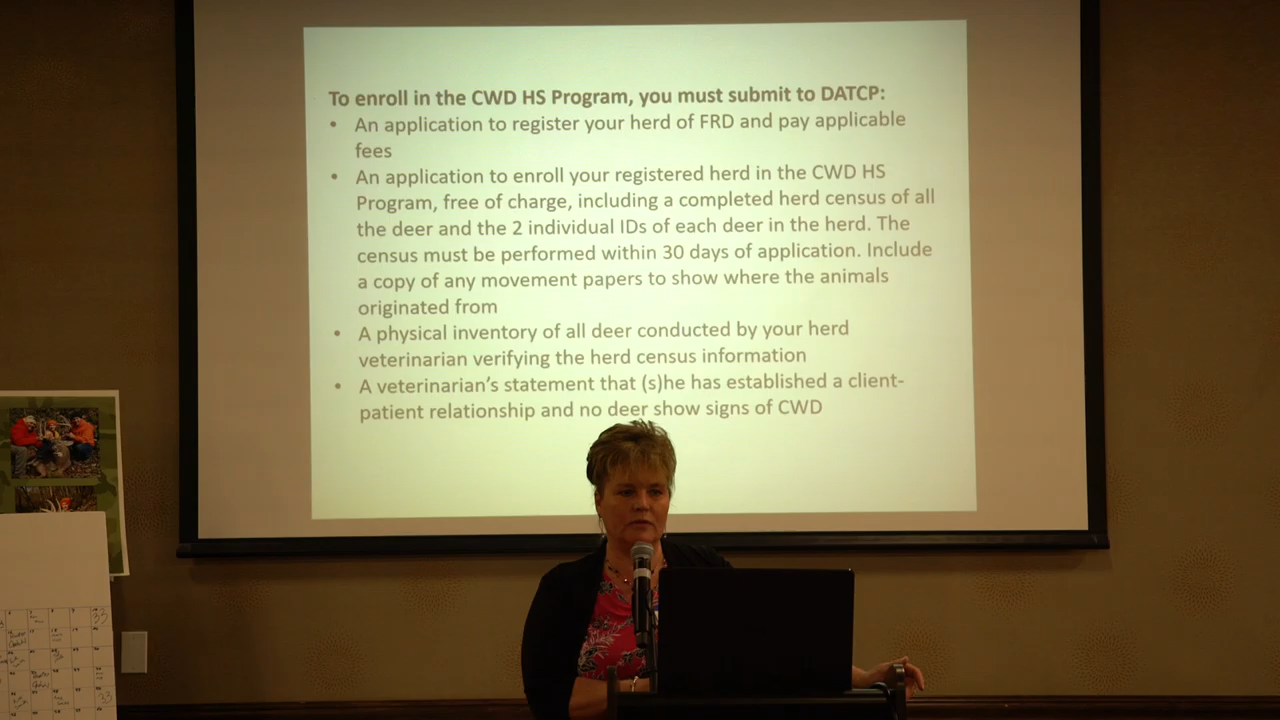 To enroll in the CWD HS Program, you must submit to DATCP:
• An application to register your herd of FRD and pay applicable
fees
• An application to enroll your registered herd in the CWD HS
Program, free of charge, including a completed herd census of all
the deer and the 2 individual IDs of each deer in the herd. The
census must be performed within 30 days of application. Include
a copy of any movement papers to show where the animals
originated from
• A physical inventory of all deer conducted by your herd
veterinarian verifying the herd census information
• A veterinarian's statement that (s)he has established a client-
patient relationship and no deer show signs of CWD
33
33